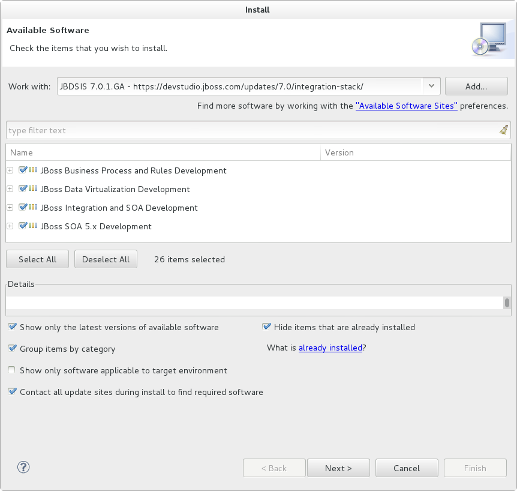 Install
Available Software
Check the items that you wish to install.
Work with: JBDSIS 7.0.1.GA - https://devstudio.jboss.com/updates/7.0/integration-stack/ Add...
Find more software by working with the "Available Software Sites" preferences.
type filter text
Name Version
JBoss Business Process and Rules Development
JBoss Data Virtualization Development
JBoss Integration and SOA Development
JBoss SOA 5.x Development
Select All Deselect All 26 items selected
Details
Show only the latest versions of available software Hide items that are already installed
Group items by category What is already installed?
Show only software applicable to target environment
Contact all update sites during install to find required software
? < Back Next > Cancel Finish